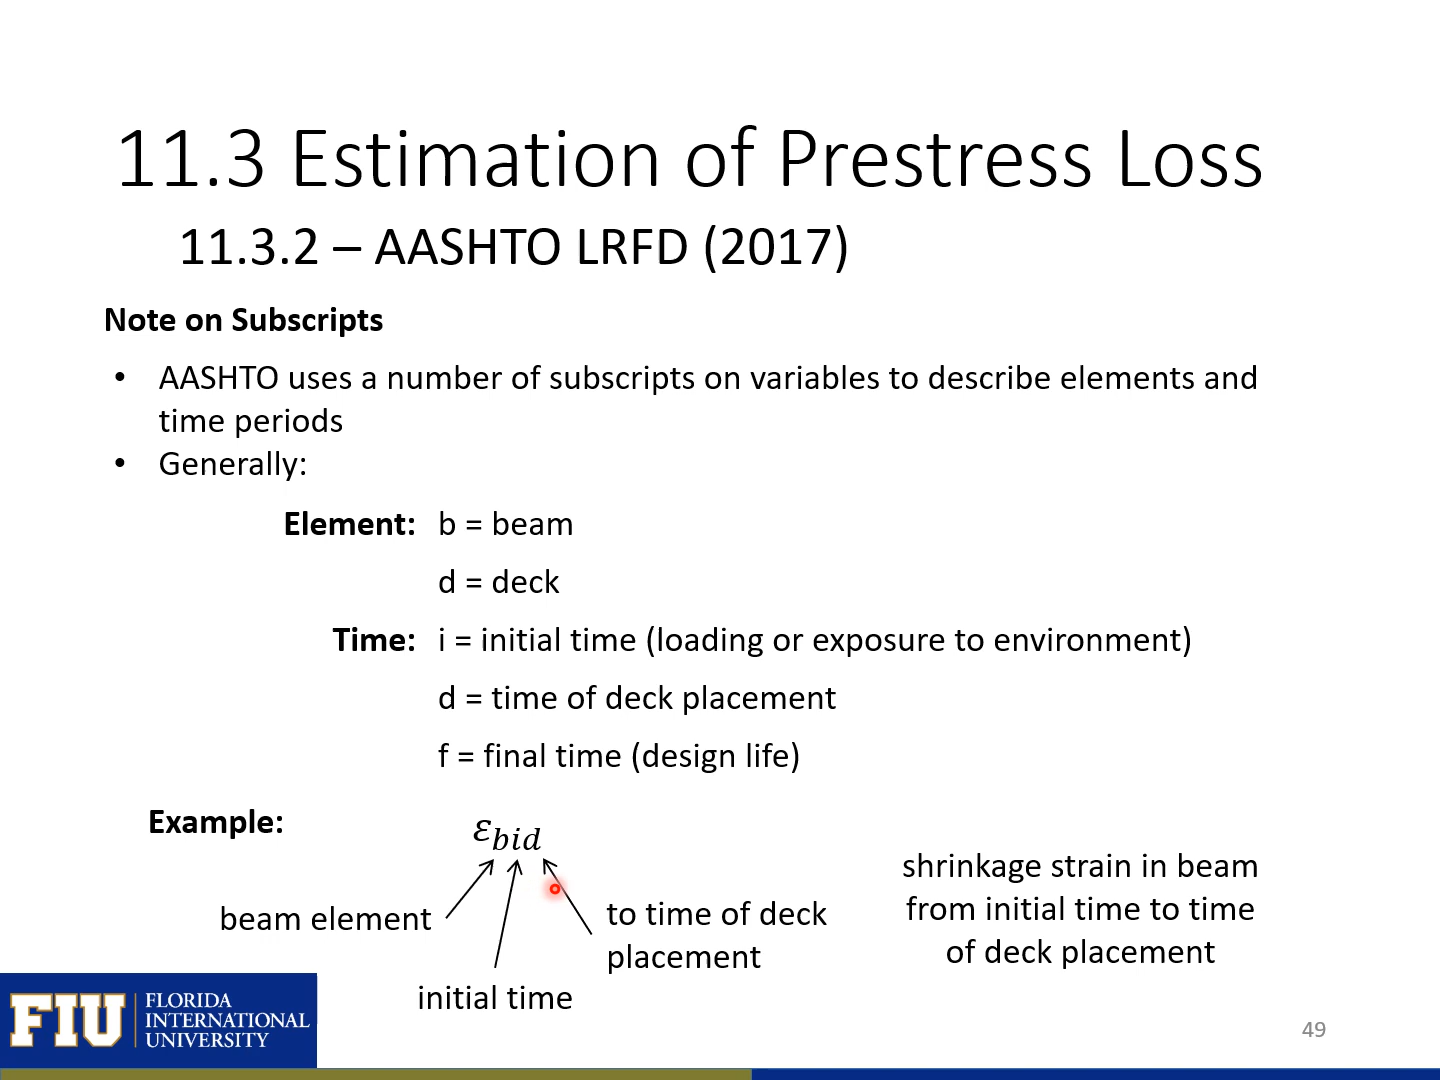 11.3 Estimation of Prestress Loss
11.3.2 – AASHTO LRFD (2017)
Note on Subscripts
• AASHTO uses a number of subscripts on variables to describe elements and
time periods
• Generally:
Element: b = beam
d = deck
Time: i = initial time (loading or exposure to environment)
d = time of deck placement
f = final time (design life)
Example:
εbid
beam element
initial time
to time of deck
placement
shrinkage strain in beam
from initial time to time
of deck placement
FIU
FLORIDA
INTERNATIONAL
UNIVERSITY
49